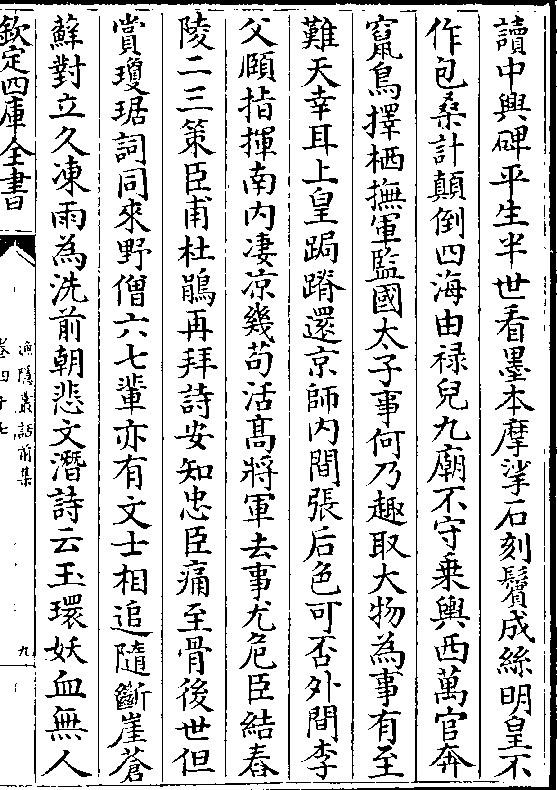 讀中興碑平生半世看墨本摩挲石刻鬢成絲明皇不
作包桑計顛倒四海由禄兒九廟不守乗輿西萬官奔
竄鳥擇栖撫軍監國太子事何乃趣取大物為事有至
難天幸耳上皇跼蹐還京師内間張后色可否外間李
父頤指揮南内凄凉幾苟活髙將軍去事尤危臣結舂
陵二三策臣甫杜鵑再拜詩安知忠臣痛至骨後世但
賞瓊琚詞同來野僧六七輩亦有文士相追隨斷崖蒼
蘚對立久凍雨為洗前朝悲文潛詩云玉環妖血無人
欽定四庫全書
漁隱叢話前集
卷四十七
九